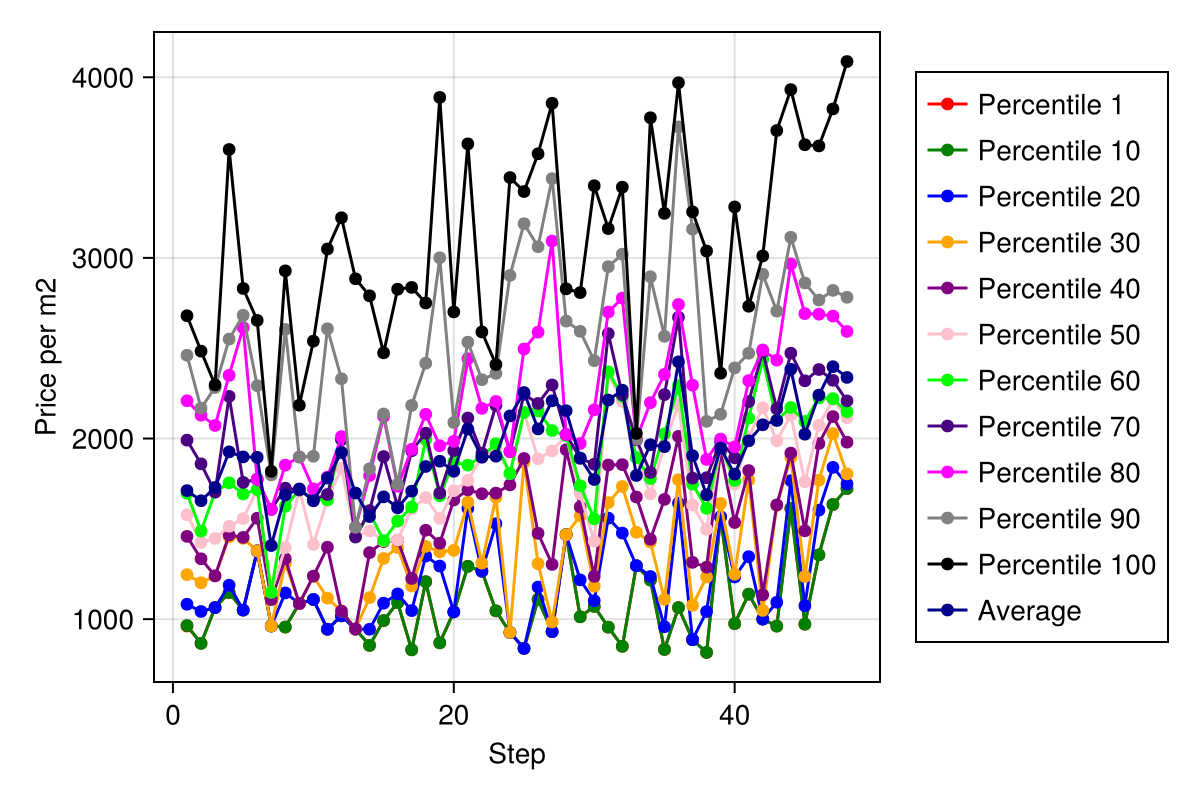 4000
3000
2000
1000
Price per m2
0
20
40
Step
Percentile 1
Percentile 10
Percentile 20
Percentile 30
Percentile 40
Percentile 50
Percentile 60
Percentile 70
Percentile 80
Percentile 90
Percentile 100
Average